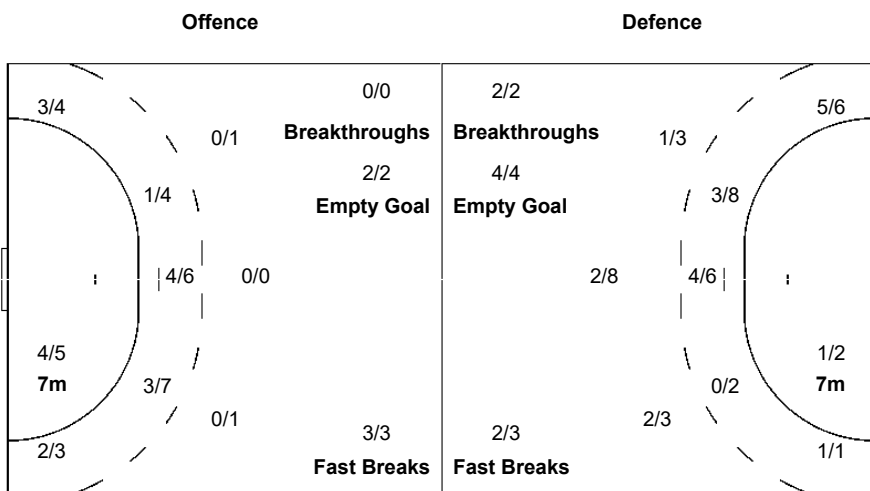 Offence Defence
0/0 2/2
3/4 5/6
0/1 Breakthroughs Breakthroughs 1/3
2/2 4/4
1/4 3/8
Empty Goal Empty Goal
4/6 0/0 2/8 4/6
4/5 1/2
7m 3/7 0/2 7m
0/1 2/3
3/3 2/3
2/3 1/1
Fast Breaks Fast Breaks